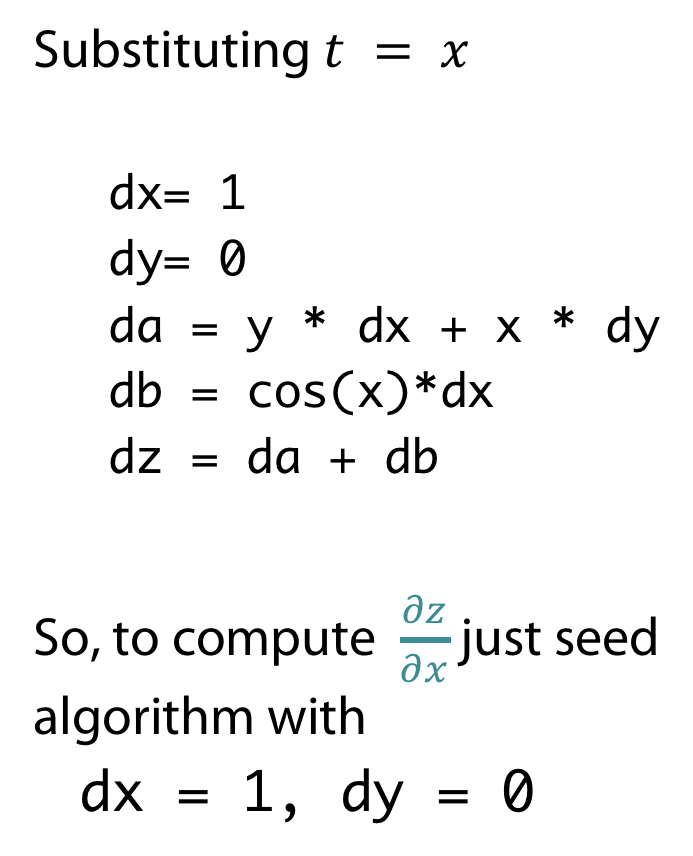 Substituting t = x
dx= 1
dy= 0
da = y * dx + x * dy
db = cos(x)*dx
dz = da + db
So, to compute ∂z/∂x just seed
algorithm with
dx = 1, dy = 0